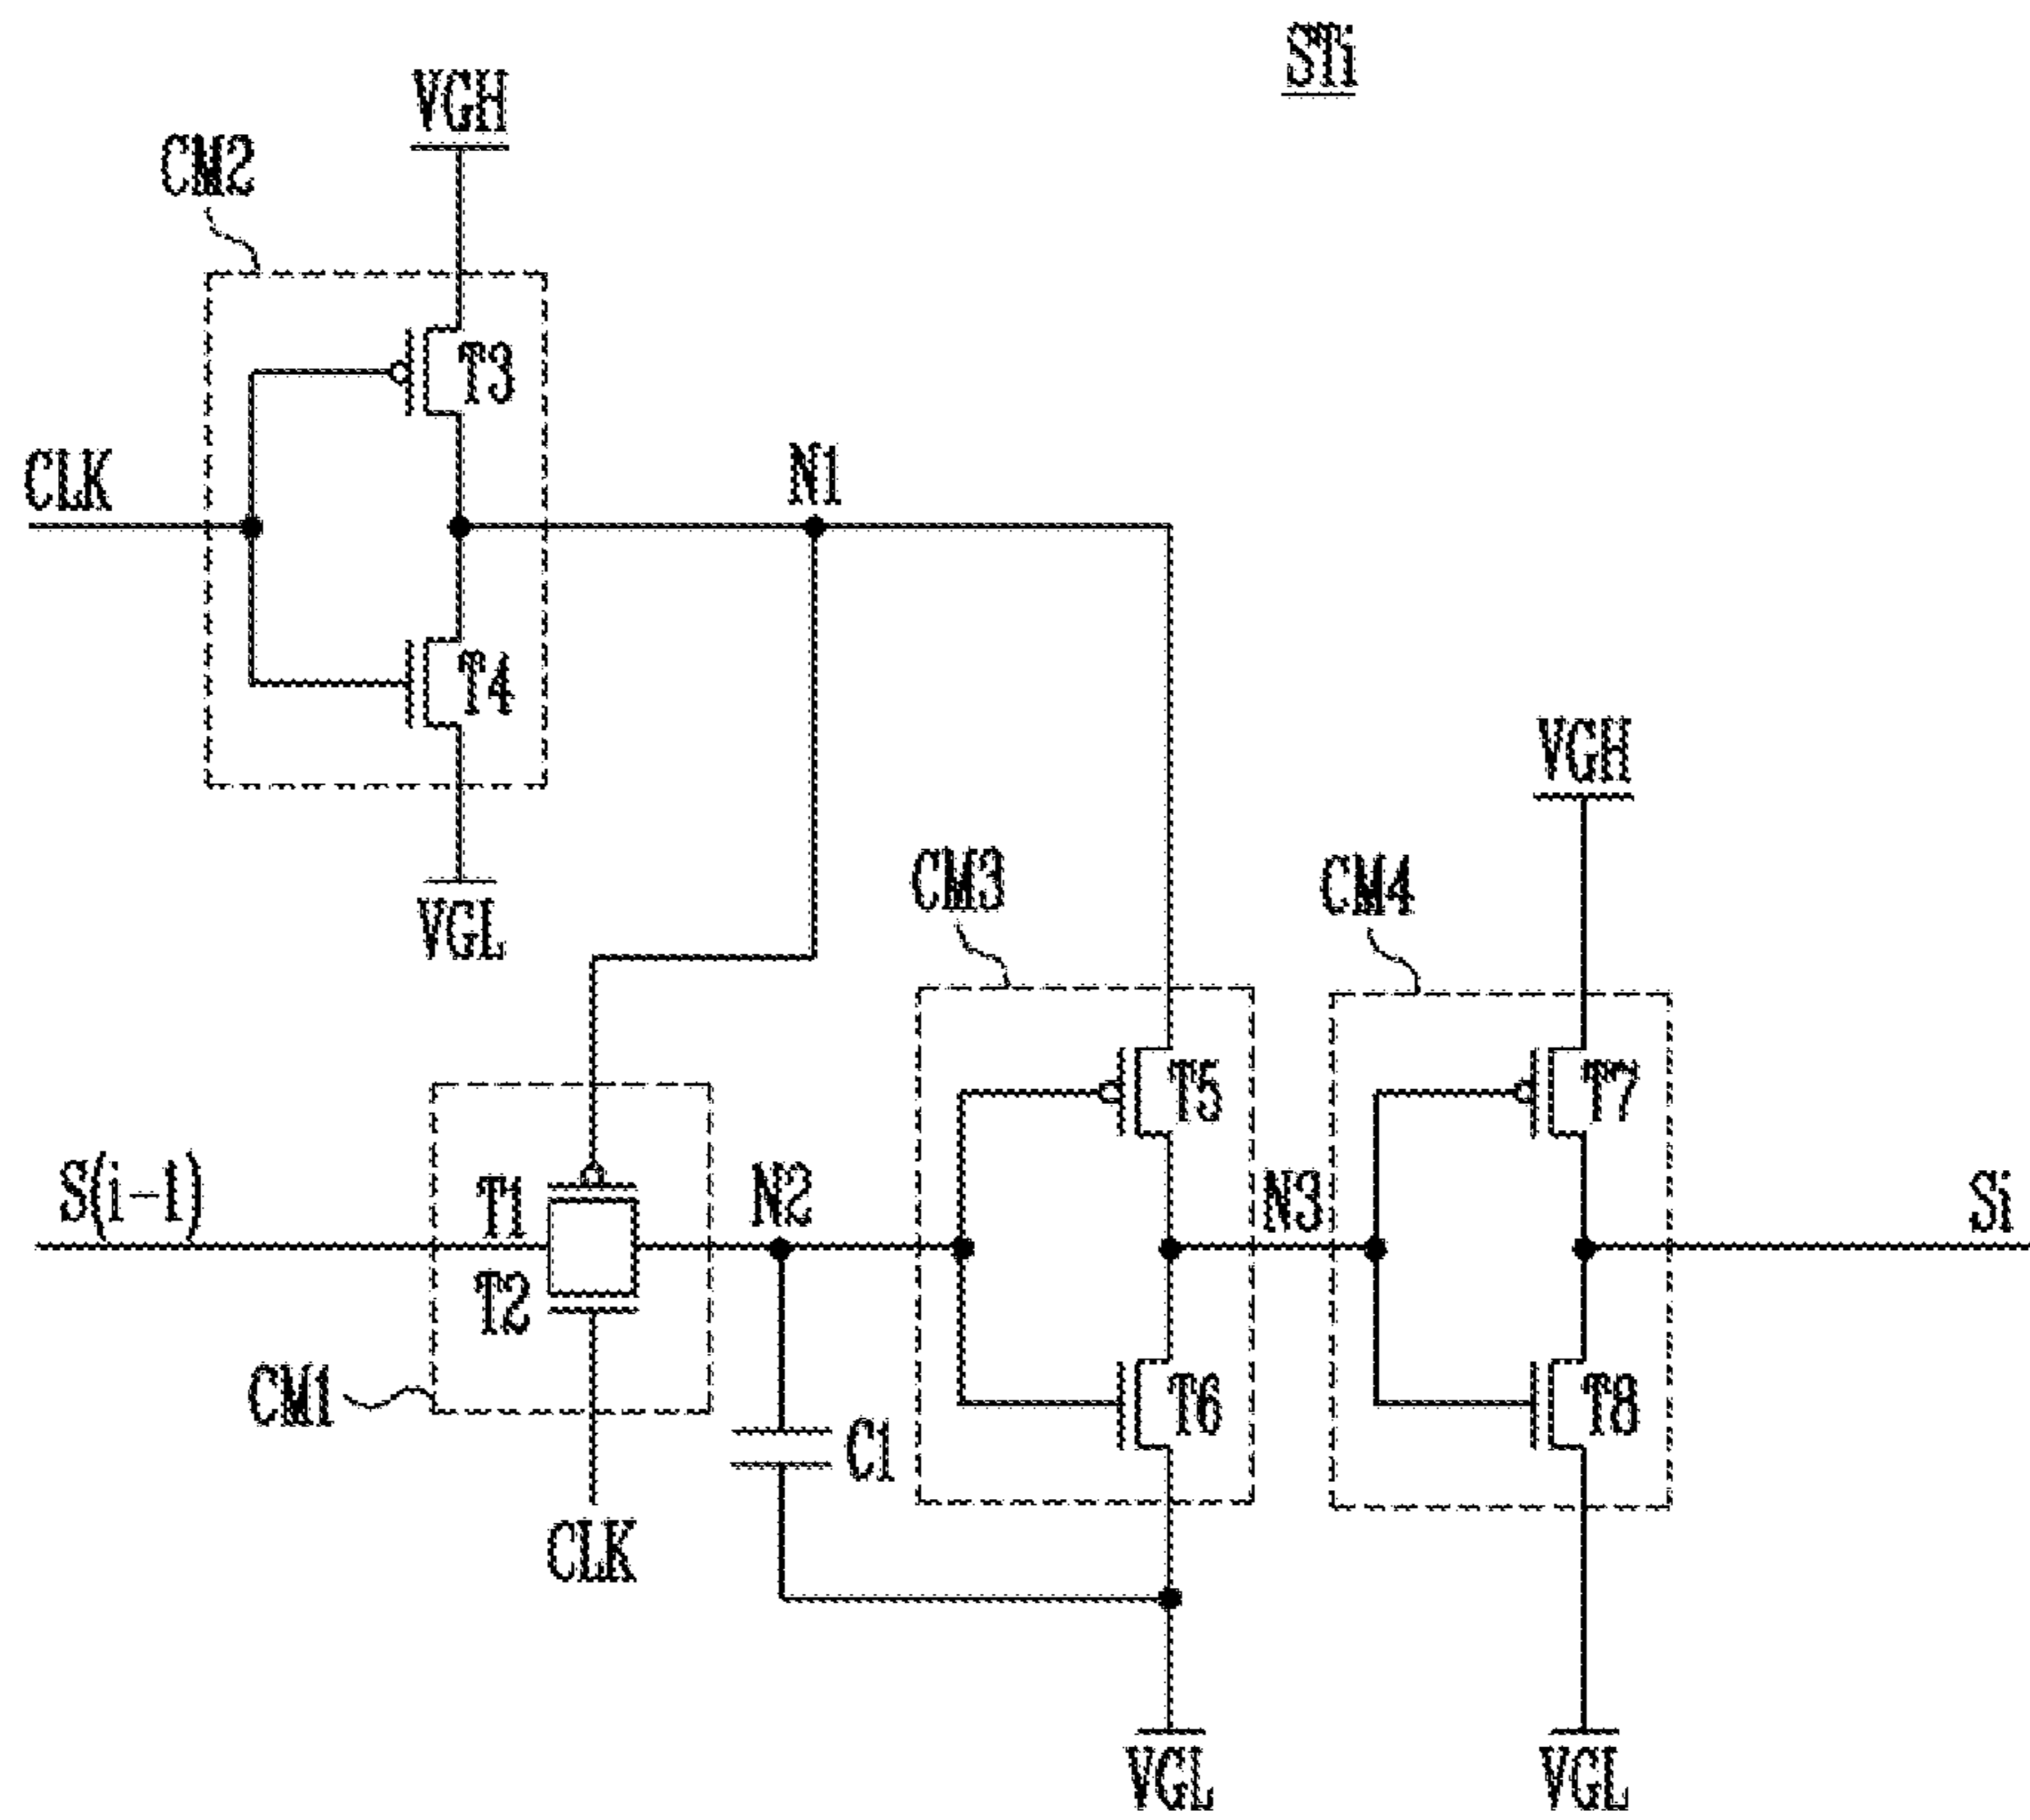 STi
VGH
CM2
T3
CLK
N1
T4
VGL
VGH
CM3
CM4
T5
T7
S(i-1)
T1
N2
N3
Si
T2
CM1
C1
T6
T8
CLK
VGL
VGL